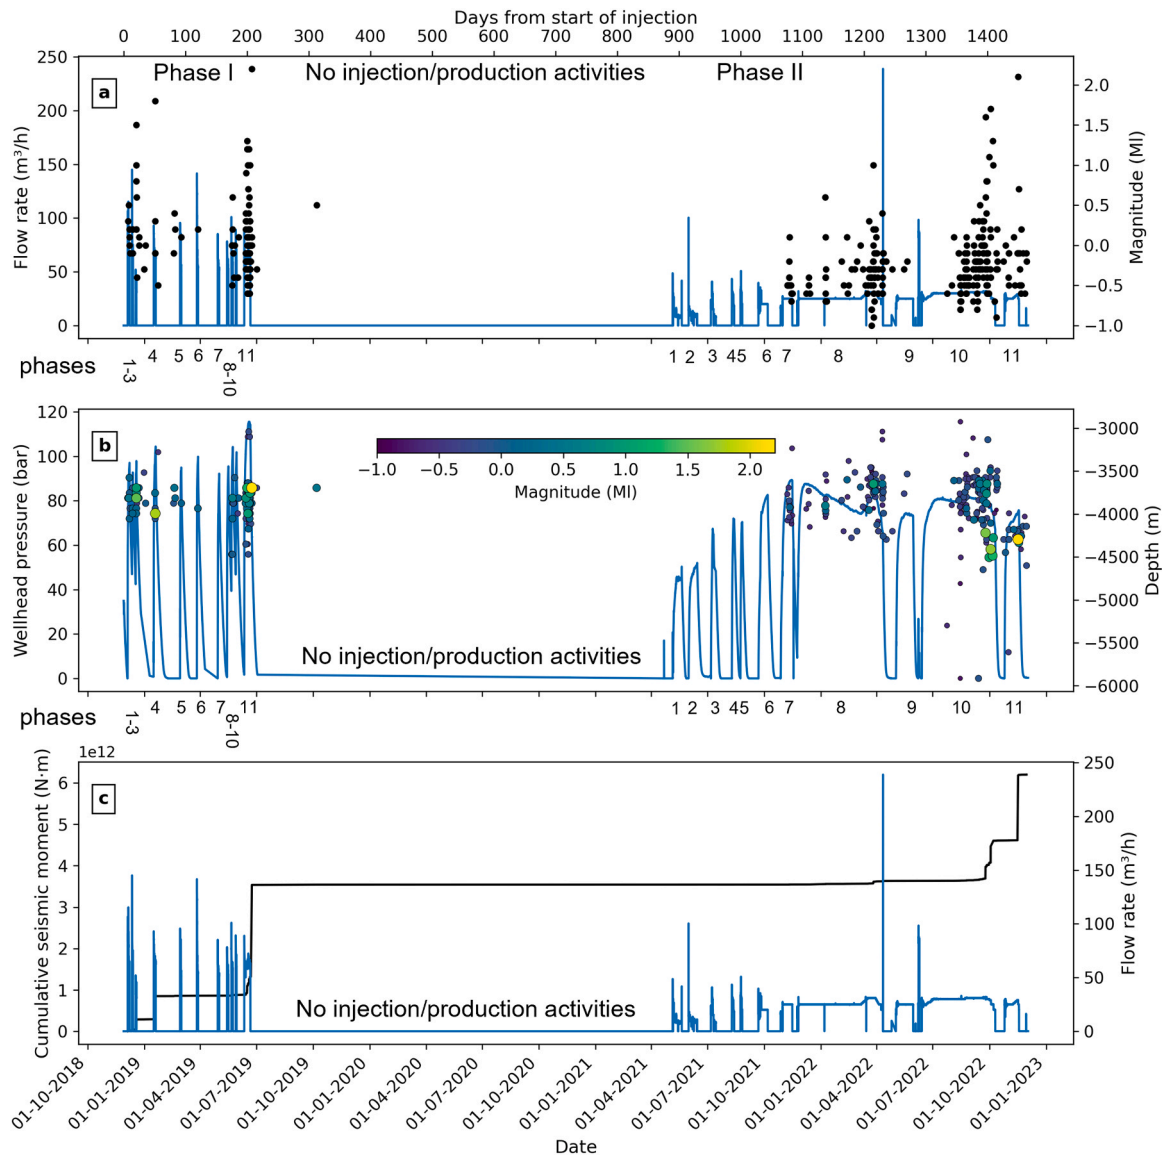 Days from start of injection
0 100 200 300 400 500 600 700 800 900 1000 1100 1200 1300 1400
a
Phase I
No injection/production activities
Phase II
Flow rate (m³/h)
250
200
150
100
50
0
Magnitude (Ml)
2.0
1.5
1.0
0.5
0.0
−0.5
−1.0
phases
1-3 4 5 6 7 8-10 11 1 2 3 4 5 6 7 8 9 10 11
b
Wellhead pressure (bar)
120
100
80
60
40
20
0
−1.0 −0.5 0.0 0.5 1.0 1.5 2.0
Magnitude (Ml)
No injection/production activities
Depth (m)
−3000
−3500
−4000
−4500
−5000
−5500
−6000
phases
1-3 4 5 6 7 8-10 11 1 2 3 4 5 6 7 8 9 10 11
1e12
c
Cumulative seismic moment (N·m)
6
5
4
3
2
1
0
No injection/production activities
Flow rate (m³/h)
250
200
150
100
50
0
01-10-2018 01-01-2019 01-04-2019 01-07-2019 01-10-2019 01-01-2020 01-04-2020 01-07-2020 01-10-2020 01-01-2021 01-04-2021 01-07-2021 01-10-2021 01-01-2022 01-04-2022 01-07-2022 01-10-2022 01-01-2023
Date